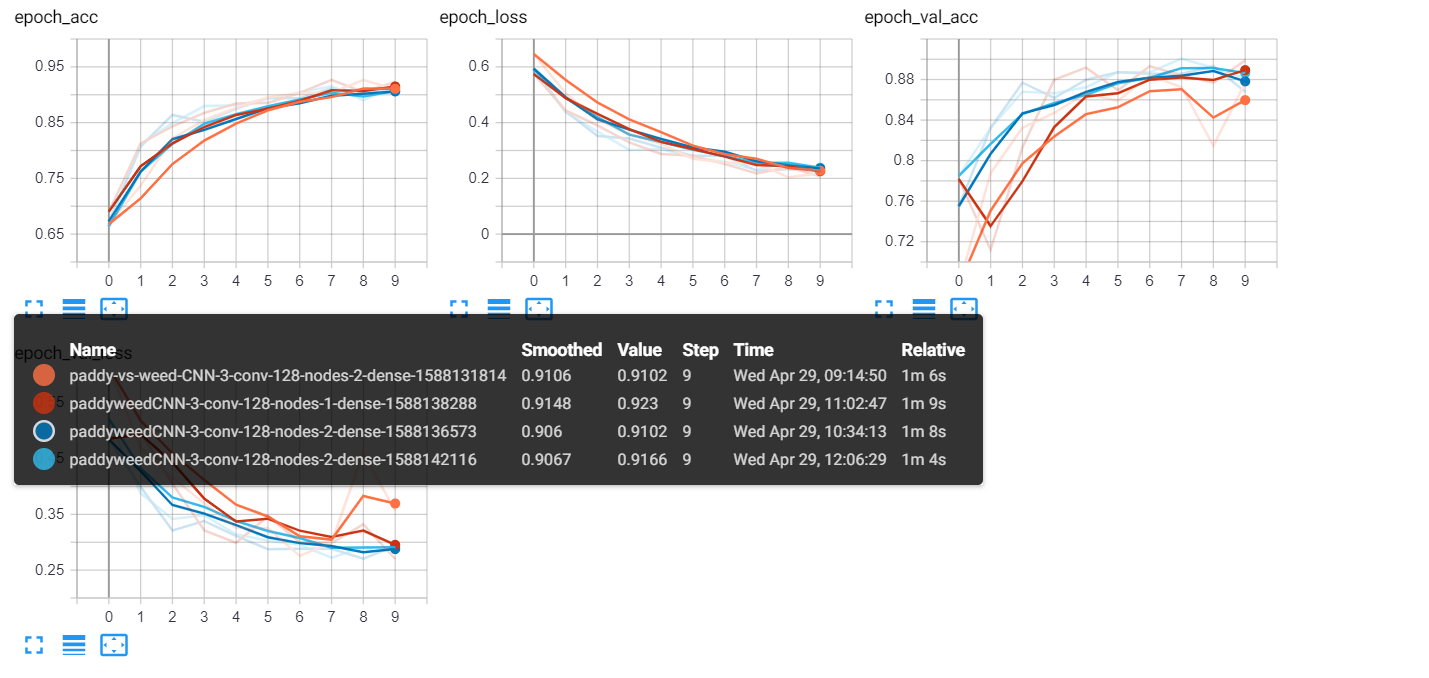 epoch_acc
0.95
0.85
0.75
0.65
0 1 2 3 4 5 6 7 8 9
epoch_loss
0.6
0.4
0.2
0
0 1 2 3 4 5 6 7 8 9
epoch_val_acc
0.88
0.84
0.8
0.76
0.72
0 1 2 3 4 5 6 7 8 9
epoch_val_loss
Name Smoothed Value Step Time Relative
paddy-vs-weed-CNN-3-conv-128-nodes-2-dense-1588131814 0.9106 0.9102 9 Wed Apr 29, 09:14:50 1m 6s
paddyweedCNN-3-conv-128-nodes-1-dense-1588138288 0.9148 0.923 9 Wed Apr 29, 11:02:47 1m 9s
paddyweedCNN-3-conv-128-nodes-2-dense-1588136573 0.906 0.9102 9 Wed Apr 29, 10:34:13 1m 8s
paddyweedCNN-3-conv-128-nodes-2-dense-1588142116 0.9067 0.9166 9 Wed Apr 29, 12:06:29 1m 4s
0.35
0.25
0 1 2 3 4 5 6 7 8 9